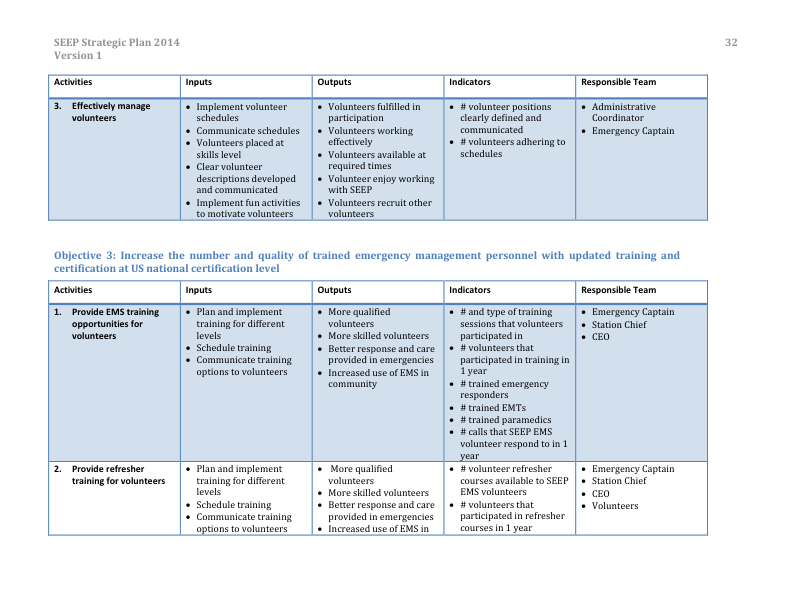 SEEP Strategic Plan 2014
32
Version 1
Activities
Inputs
Outputs
Indicators
Responsible Team
3. Effectively manage
volunteers
• Implement volunteer
schedules
• Communicate schedules
• Volunteers placed at
skills level
• Clear volunteer
descriptions developed
and communicated
• Implement fun activities
to motivate volunteers
• Volunteers fulfilled in
participation
• Volunteers working
effectively
• Volunteers available at
required times
• Volunteer enjoy working
with SEEP
• Volunteers recruit other
volunteers
• # volunteer positions
clearly defined and
communicated
• # volunteers adhering to
schedules
• Administrative
Coordinator
• Emergency Captain
Objective 3: Increase the number and quality of trained emergency management personnel with updated training and
certification at US national certification level
Activities
Inputs
Outputs
Indicators
Responsible Team
1. Provide EMS training
opportunities for
volunteers
• Plan and implement
training for different
levels
• Schedule training
• Communicate training
options to volunteers
• More qualified
volunteers
• More skilled volunteers
• Better response and care
provided in emergencies
• Increased use of EMS in
community
• # and type of training
sessions that volunteers
participated in
• # volunteers that
participated in training in
1 year
• # trained emergency
responders
• # trained EMTs
• # trained paramedics
• # calls that SEEP EMS
volunteer respond to in 1
year
• Emergency Captain
• Station Chief
• CEO
2. Provide refresher
training for volunteers
• Plan and implement
training for different
levels
• Schedule training
• Communicate training
options to volunteers
• More qualified
volunteers
• More skilled volunteers
• Better response and care
provided in emergencies
• Increased use of EMS in
• # volunteer refresher
courses available to SEEP
EMS volunteers
• # volunteers that
participated in refresher
courses in 1 year
• Emergency Captain
• Station Chief
• CEO
• Volunteers